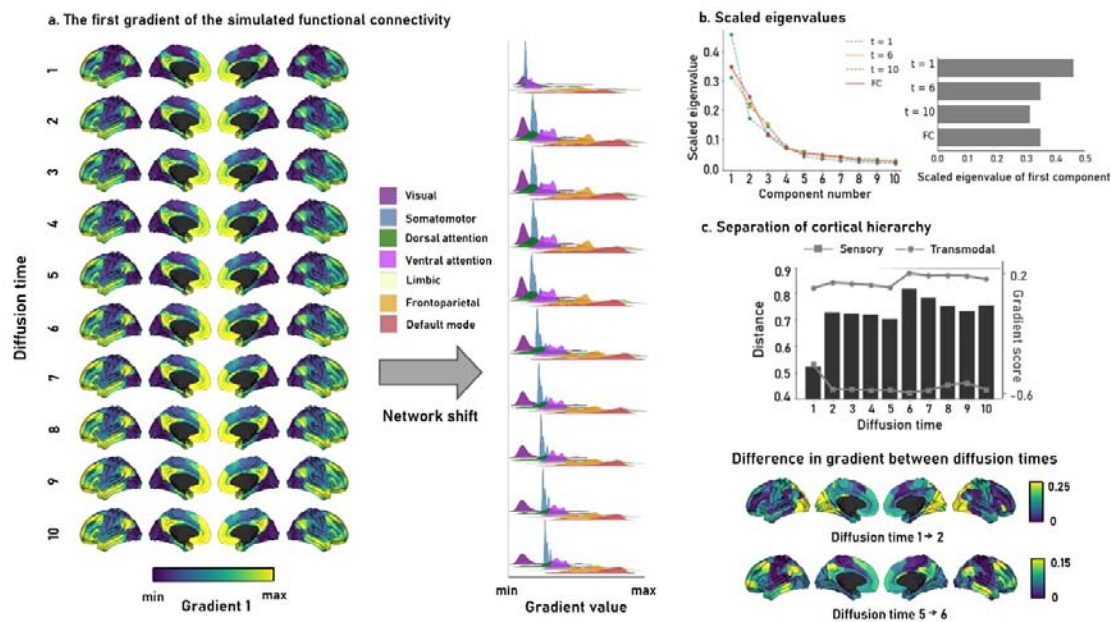 a. The first gradient of the simulated functional connectivity
Diffusion time
1
2
3
4
5
6
7
8
9
10
min
max
Gradient 1
Visual
Somatomotor
Dorsal attention
Ventral attention
Limbic
Frontoparietal
Default mode
Network shift
min
max
Gradient value
b. Scaled eigenvalues
Scaled eigenvalue
0.4
0.3
0.2
0.1
0.0
1 2 3 4 5 6 7 8 9 10
Component number
t = 1
t = 6
t = 10
FC
t = 1
t = 6
t = 10
FC
0.0 0.1 0.2 0.3 0.4 0.5
Scaled eigenvalue of first component
c. Separation of cortical hierarchy
Sensory
Transmodal
Distance
0.9
0.8
0.7
0.6
0.5
0.4
0.2
-0.6
Gradient score
1 2 3 4 5 6 7 8 9 10
Diffusion time
Difference in gradient between diffusion times
0.25
0
Diffusion time 1→ 2
0.15
0
Diffusion time 5→ 6